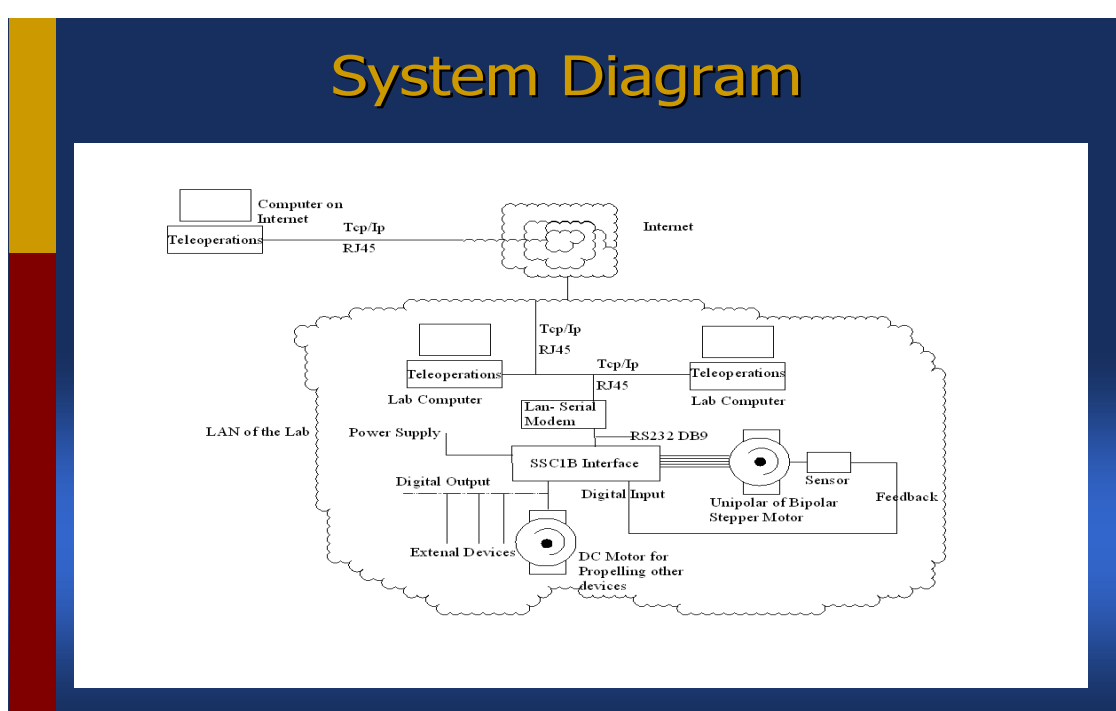 System Diagram
Computer on
Internet
Teleoperations
Tcp/Ip
RJ45
Internet
Tcp/Ip
RJ45
Teleoperations
Lab Computer
Tcp/Ip
RJ45
Teleoperations
Lab Computer
Lan- Serial
Modem
LAN of the Lab
Power Supply
RS232 DB9
SSC1B Interface
Sensor
Digital Output
Digital Input
Feedback
Unipolar of Bipolar
Stepper Motor
Extenal Devices
DC Motor for
Propelling other
devices